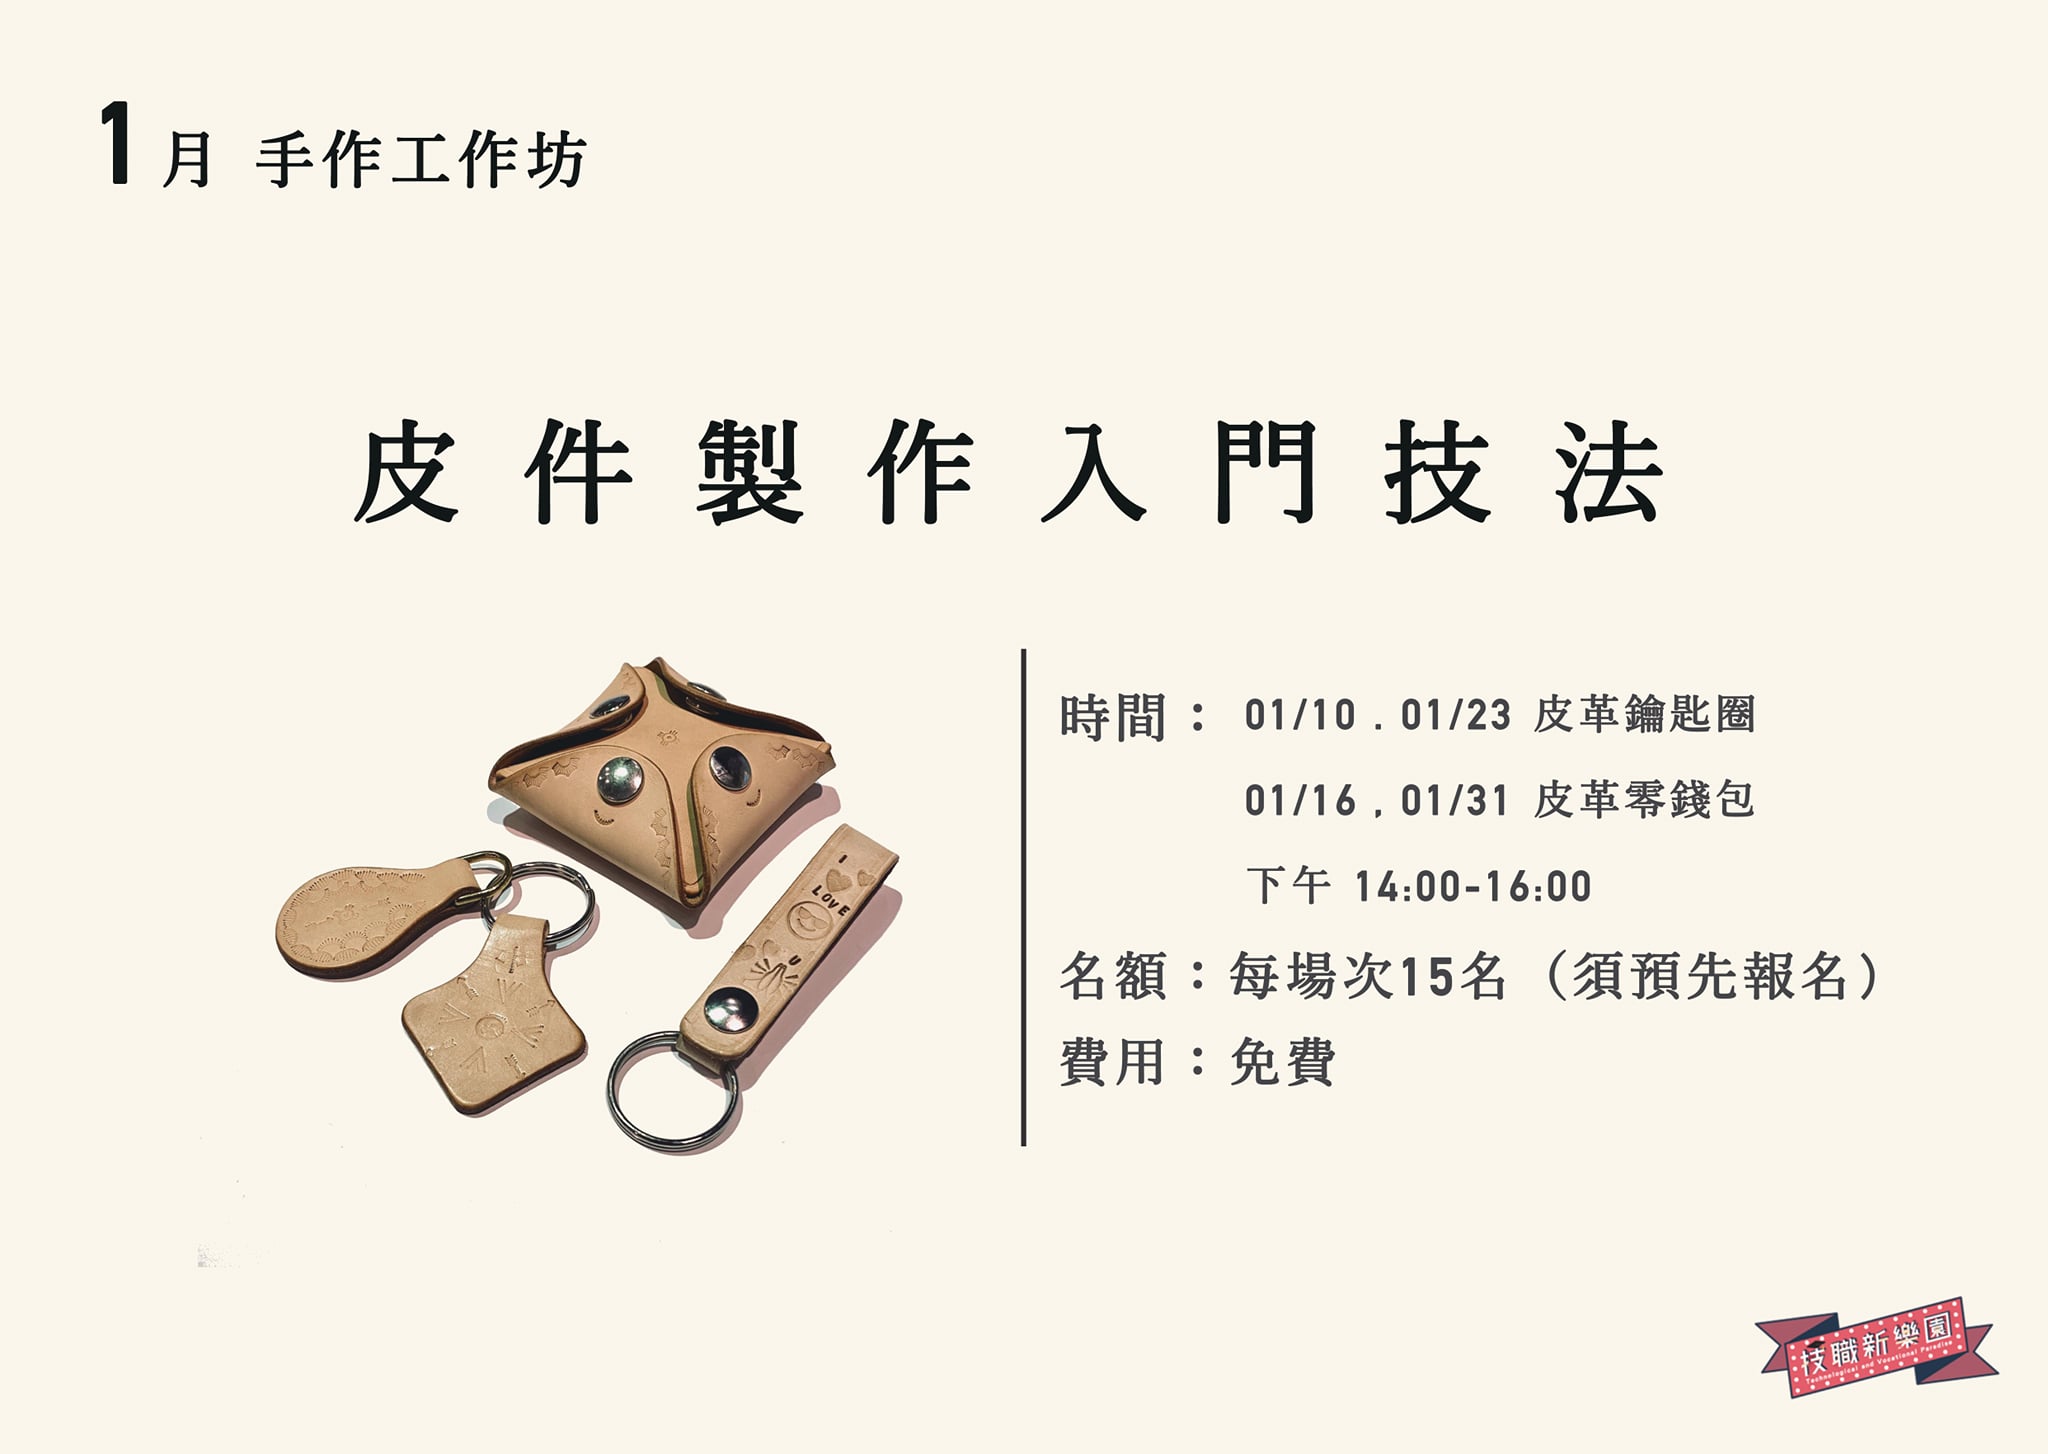 1月 手作工作坊
皮件製作入門技法
時間： 01/10 . 01/23 皮革鑰匙圈
01/16 , 01/31 皮革零錢包
下午 14:00-16:00
名額：每場次15名（須預先報名）
費用：免費
I
LOVE
U
技職新樂園
Technological and Vocational Paradise